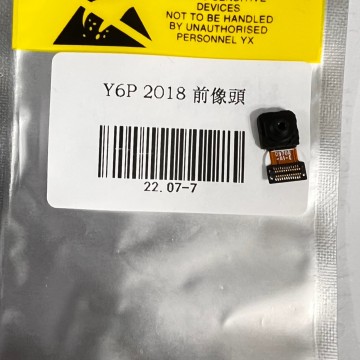 DEVICES
NOT TO BE HANDLED
BY UNAUTHORISED
PERSONNEL YX
Y6P 2018 前像頭
22.07-7